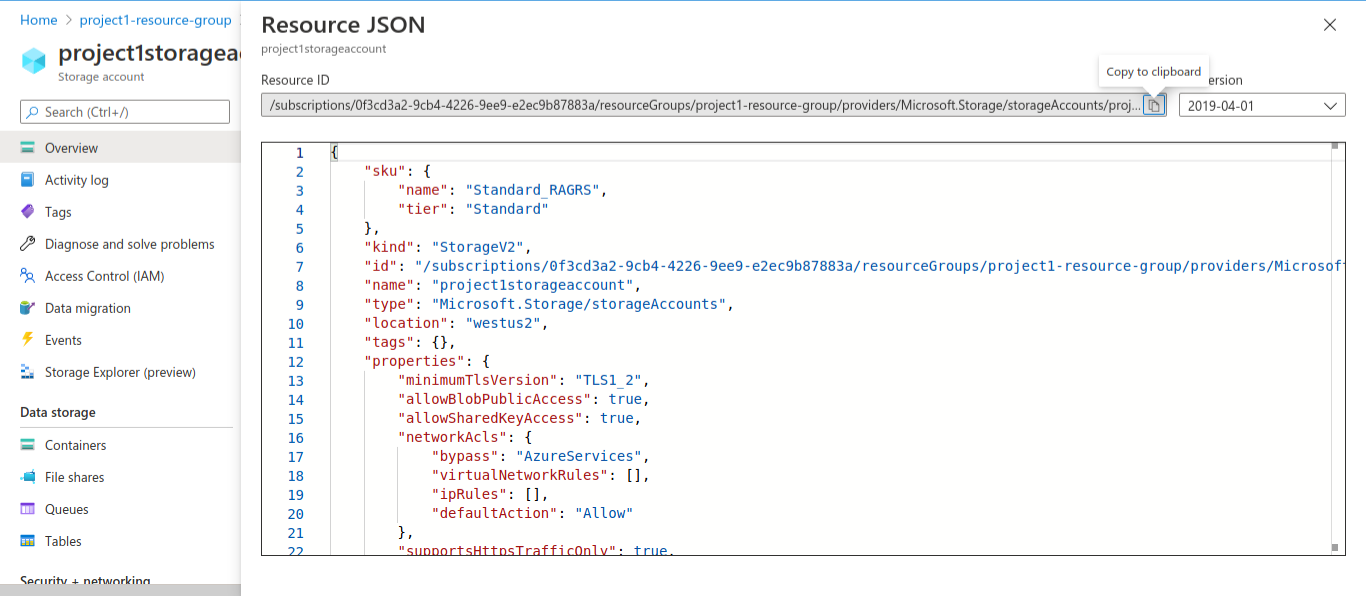 Home > project1-resource-group
project1storagea
Storage account
Search (Ctrl+/)
Overview
Activity log
Tags
Diagnose and solve problems
Access Control (IAM)
Data migration
Events
Storage Explorer (preview)
Data storage
Containers
File shares
Queues
Tables
Security + networking
Resource JSON
project1storageaccount
Resource ID
Copy to clipboard
ersion
/subscriptions/0f3cd3a2-9cb4-4226-9ee9-e2ec9b87883a/resourceGroups/project1-resource-group/providers/Microsoft.Storage/storageAccounts/proj...
2019-04-01
1 {
2 "sku": {
3 "name": "Standard_RAGRS",
4 "tier": "Standard"
5 },
6 "kind": "StorageV2",
7 "id": "/subscriptions/0f3cd3a2-9cb4-4226-9ee9-e2ec9b87883a/resourceGroups/project1-resource-group/providers/Microsof
8 "name": "project1storageaccount",
9 "type": "Microsoft.Storage/storageAccounts",
10 "location": "westus2",
11 "tags": {},
12 "properties": {
13 "minimumTlsVersion": "TLS1_2",
14 "allowBlobPublicAccess": true,
15 "allowSharedKeyAccess": true,
16 "networkAcls": {
17 "bypass": "AzureServices",
18 "virtualNetworkRules": [],
19 "ipRules": [],
20 "defaultAction": "Allow"
21 },
22 "supportsHttpsTrafficOnly": true,